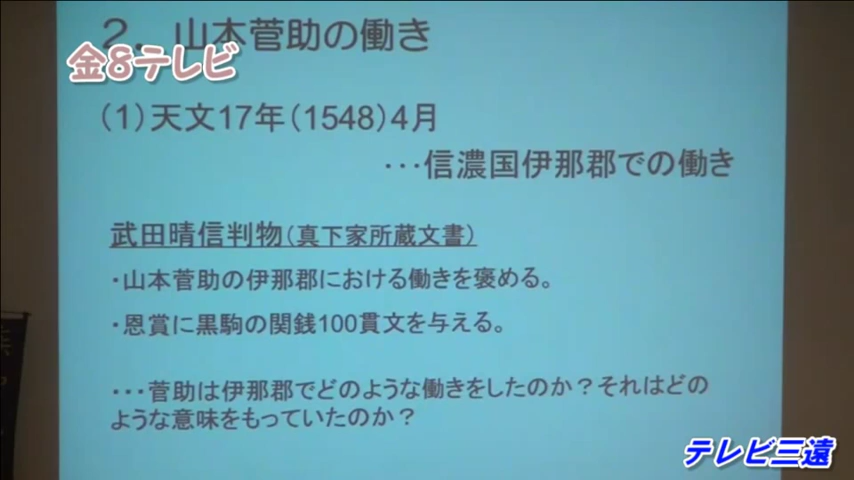 2．山本菅助の働き
金8テレビ
（1）天文17年（1548）4月
…信濃国伊那郡での働き
武田晴信判物（真下家所蔵文書）
・山本菅助の伊那郡における働きを褒める。
・恩賞に黒駒の関銭100貫文を与える。
…菅助は伊那郡でどのような働きをしたのか？それはどの
ような意味をもっていたのか？
テレビ三遠